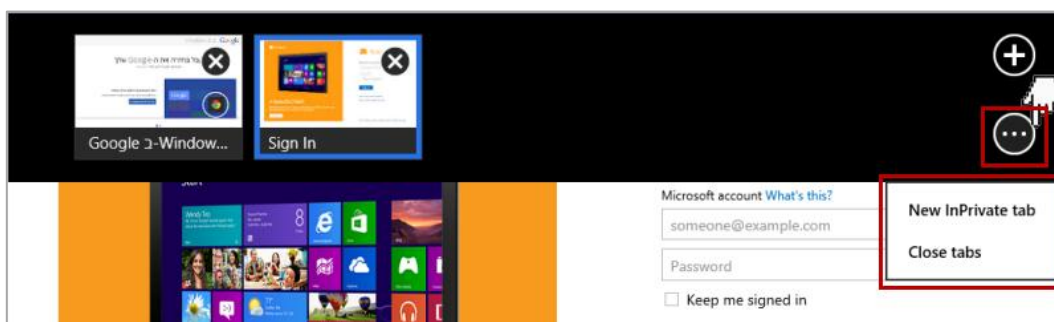 Google ב-Window...
Sign In
Start
Microsoft account What's this?
someone@example.com
Password
Keep me signed in
New InPrivate tab
Close tabs